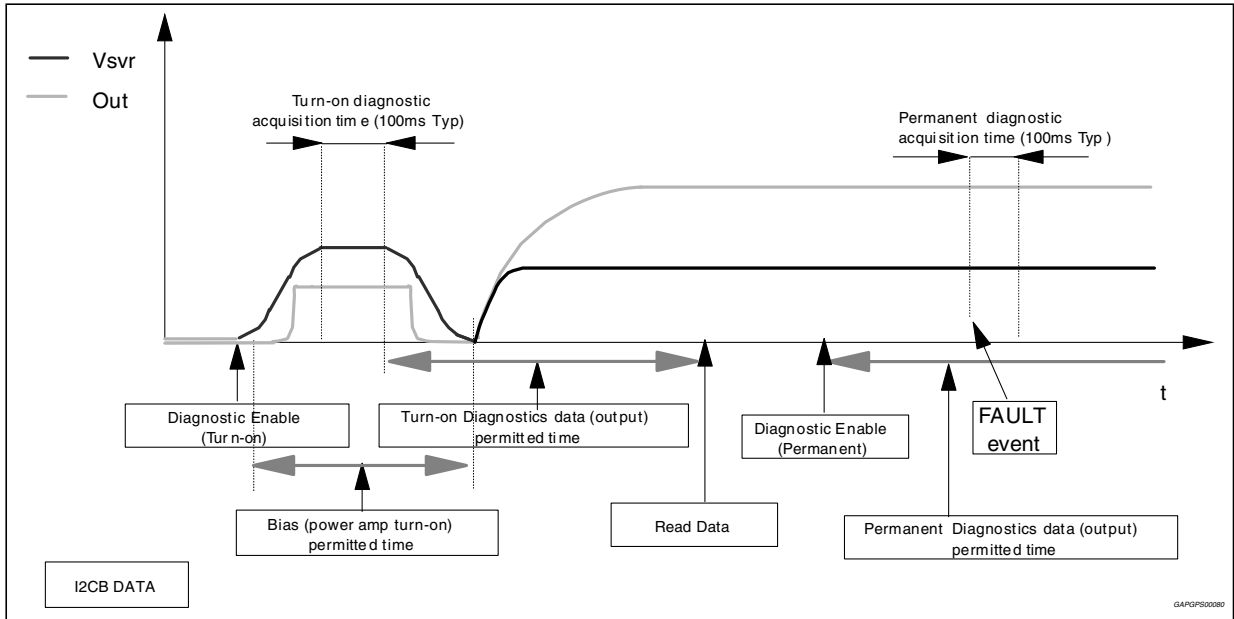 Vsvr
Out
Turn-on diagnostic
acquisition time (100ms Typ)
Permanent diagnostic
acquisition time (100ms Typ )
t
Diagnostic Enable
(Turn-on)
Turn-on Diagnostics data (output)
permitted time
Diagnostic Enable
(Permanent)
FAULT
event
Bias (power amp turn-on)
permitted time
Read Data
Permanent Diagnostics data (output)
permitted time
I2CB DATA
GAPGPS00080